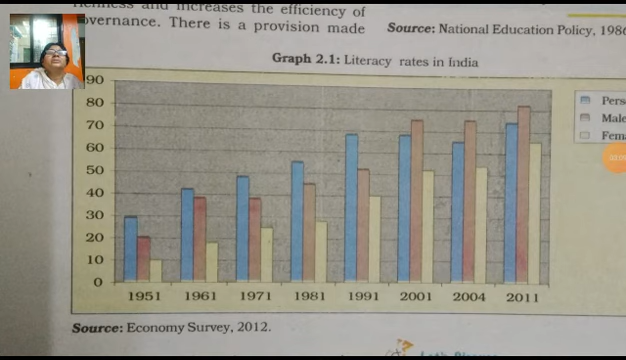 richness and increases the efficiency of
governance. There is a provision made
Source: National Education Policy, 1986
Graph 2.1: Literacy rates in India
90
80
70
60
50
40
30
20
10
0
1951 1961 1971 1981 1991 2001 2004 2011
Pers
Male
Fema
Source: Economy Survey, 2012.